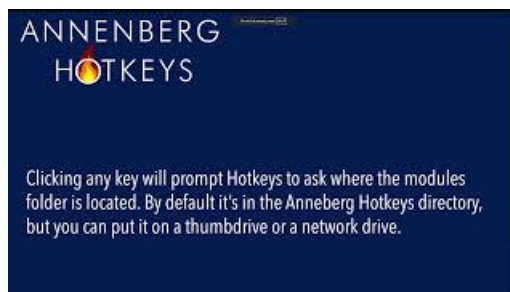 ANNENBERG
HOTKEYS
Clicking any key will prompt Hotkeys to ask where the modules
folder is located. By default it's in the Anneberg Hotkeys directory,
but you can put it on a thumbdrive or a network drive.